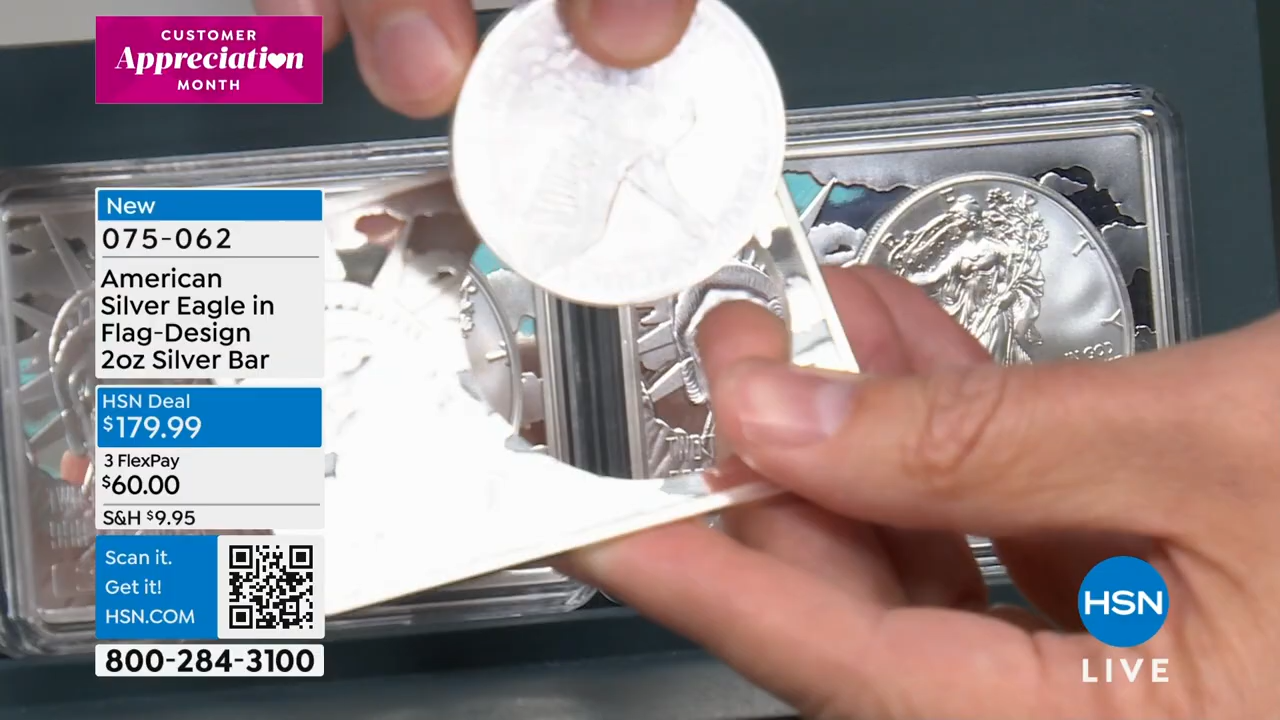 CUSTOMER
Appreciation
MONTH
New
075-062
American
Silver Eagle in
Flag-Design
2oz Silver Bar
HSN Deal
$179.99
3 FlexPay
$60.00
S&H $9.95
Scan it.
Get it!
HSN.COM
800-284-3100
HSN
LIVE